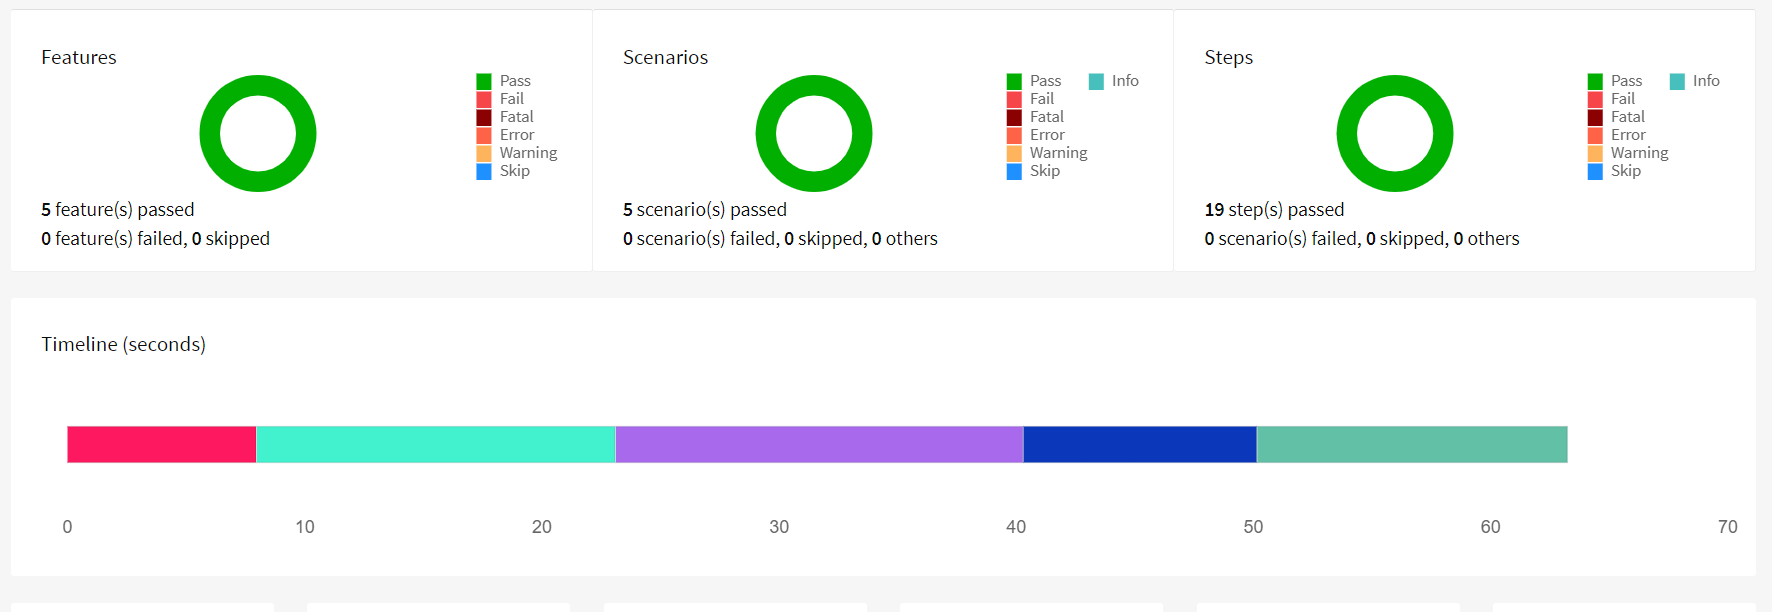 Features
Pass
Fail
Fatal
Error
Warning
Skip
5 feature(s) passed
0 feature(s) failed, 0 skipped
Scenarios
Pass Info
Fail
Fatal
Error
Warning
Skip
5 scenario(s) passed
0 scenario(s) failed, 0 skipped, 0 others
Steps
Pass Info
Fail
Fatal
Error
Warning
Skip
19 step(s) passed
0 scenario(s) failed, 0 skipped, 0 others
Timeline (seconds)
0 10 20 30 40 50 60 70